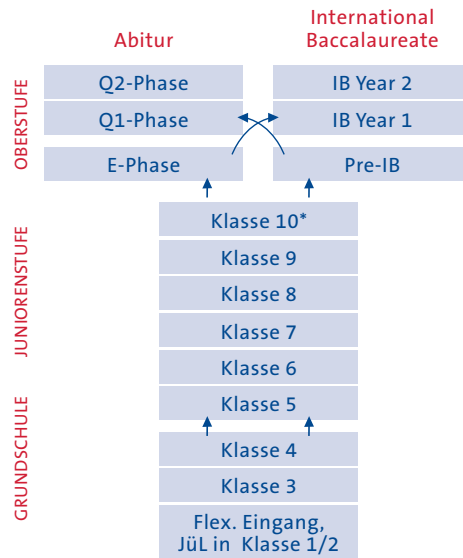 Abitur
International
Baccalaureate
OBERSTUFE
Q2-Phase
IB Year 2
Q1-Phase
IB Year 1
E-Phase
Pre-IB
JUNIORENSTUFE
Klasse 10*
Klasse 9
Klasse 8
Klasse 7
Klasse 6
Klasse 5
GRUNDSCHULE
Klasse 4
Klasse 3
Flex. Eingang,
JüL in Klasse 1/2